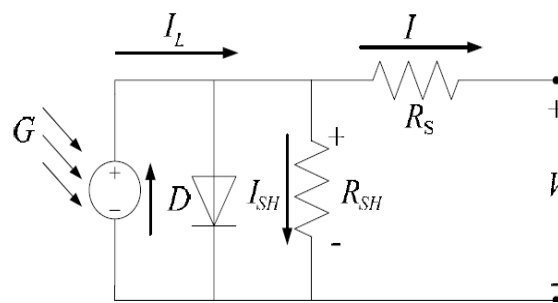 I_L
I
G
+
-
D
I_SH
+
R_SH
-
R_S
+
V
-